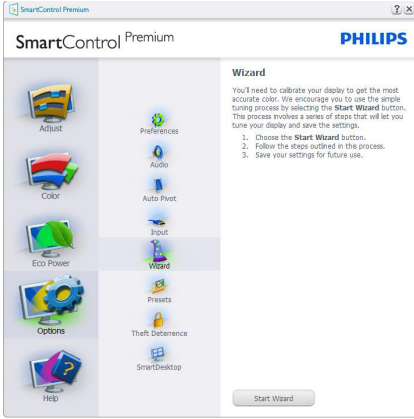 SmartControl Premium
SmartControl Premium
PHILIPS
Adjust
Color
Eco Power
Options
Help
Preferences
Audio
Auto Pivot
Input
Wizard
Presets
Theft Deterrence
SmartDesktop
Wizard
You'll need to calibrate your display to get the most
accurate color. We encourage you to use the simple
tuning process by selecting the Start Wizard button.
This process involves a series of steps that will let you
tune your display and save the settings.
1. Choose the Start Wizard button.
2. Follow the steps outlined in this process.
3. Save your settings for future use.
Start Wizard